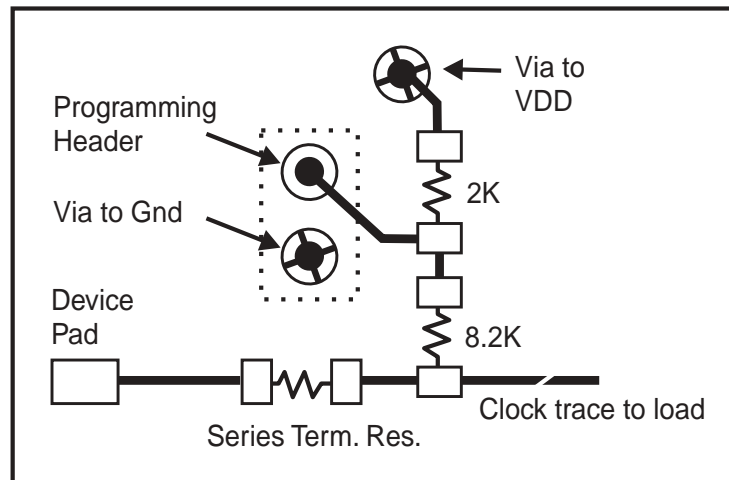 Via to
VDD
Programming
Header
2K
Via to Gnd
Device
Pad
8.2K
Clock trace to load
Series Term. Res.